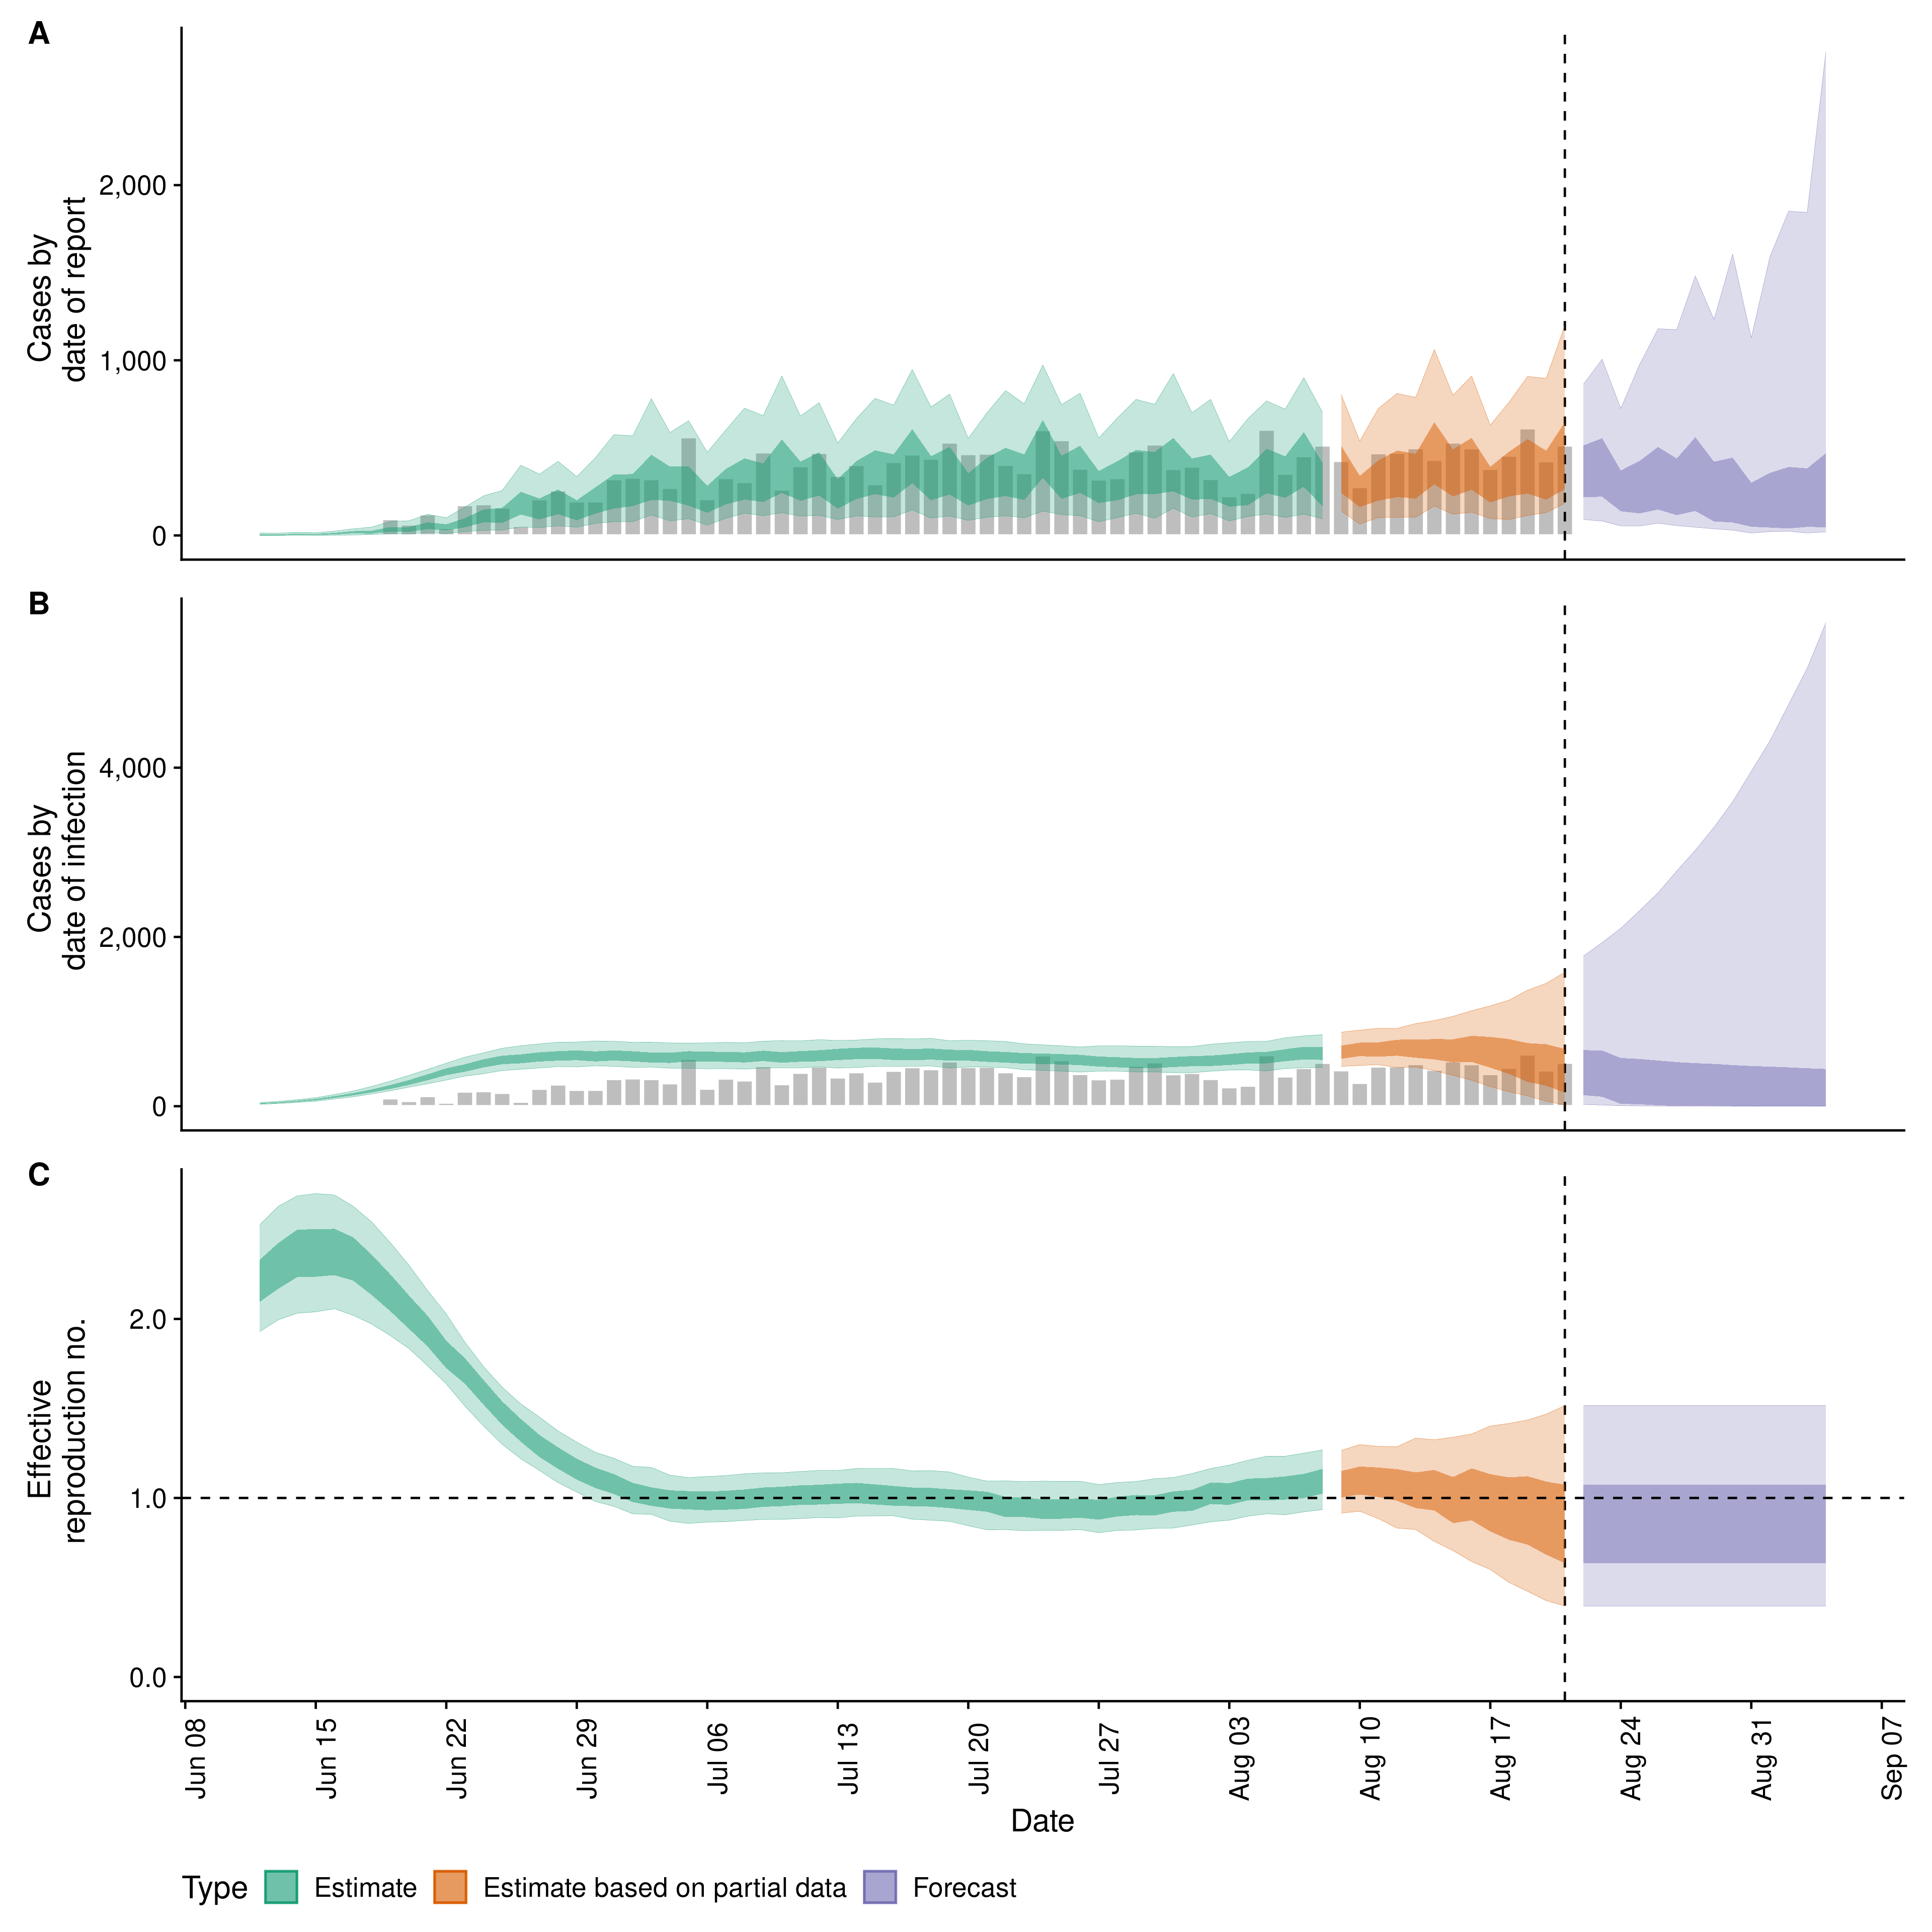 A
Cases by
date of report
2,000
1,000
0
B
Cases by
date of infection
4,000
2,000
0
C
Effective
reproduction no.
2.0
1.0
0.0
Jun 08
Jun 15
Jun 22
Jun 29
Jul 06
Jul 13
Jul 20
Jul 27
Aug 03
Aug 10
Aug 17
Aug 24
Aug 31
Sep 07
Date
Type Estimate Estimate based on partial data Forecast